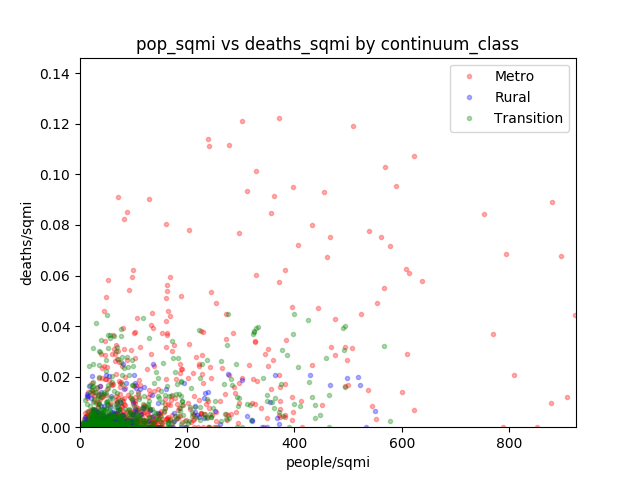 pop_sqmi vs deaths_sqmi by continuum_class
0.14
0.12
0.10
0.08
0.06
0.04
0.02
0.00
deaths/sqmi
Metro
Rural
Transition
0
200
400
600
800
people/sqmi